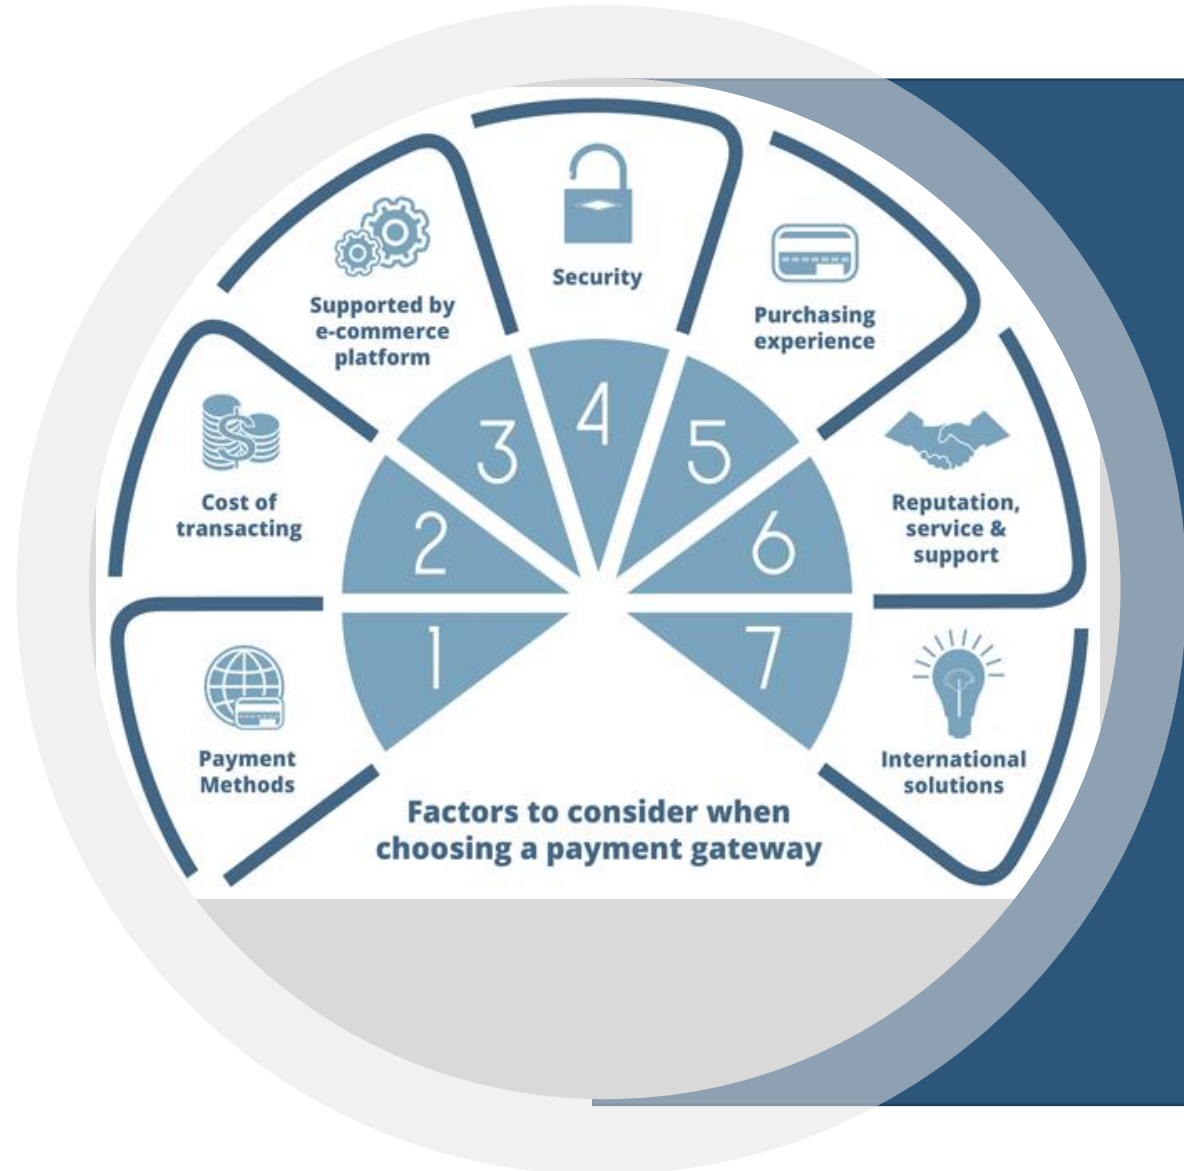 1
Payment
Methods
2
Cost of
transacting
3
Supported by
e-commerce
platform
4
Security
5
Purchasing
experience
6
Reputation,
service &
support
7
International
solutions
Factors to consider when
choosing a payment gateway